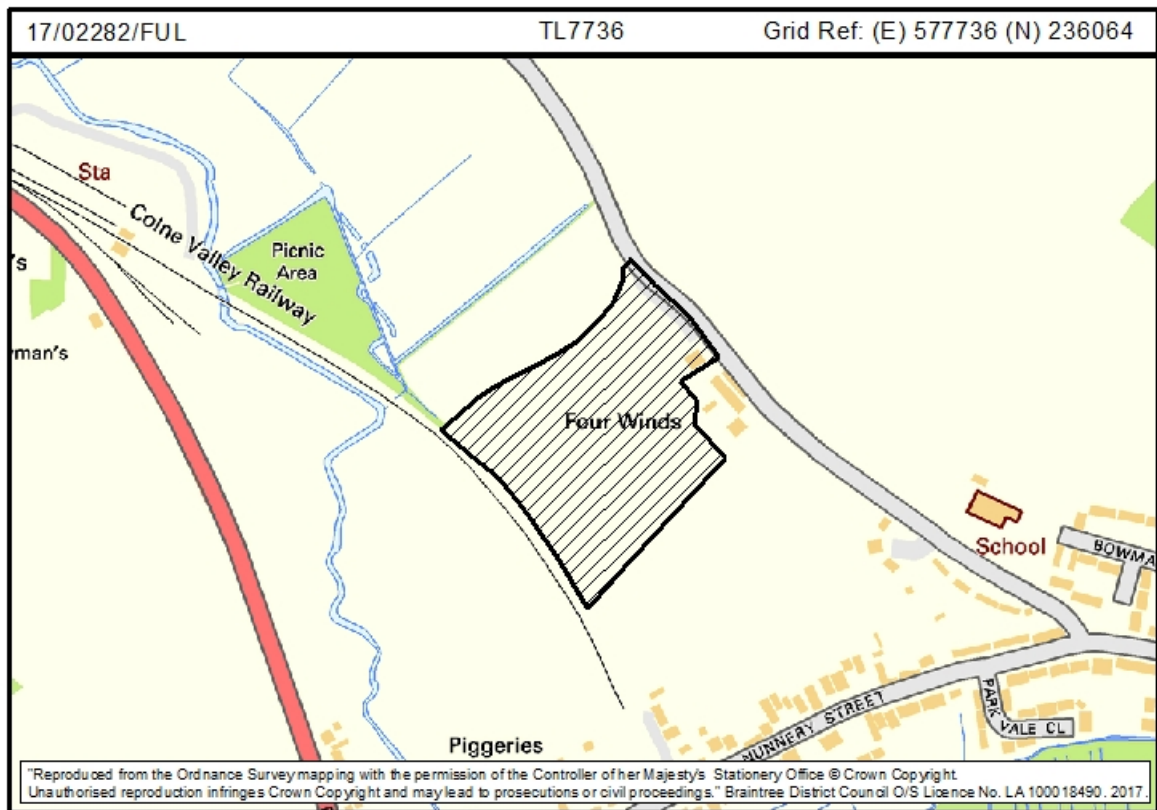 17/02282/FUL TL7736 Grid Ref: (E) 577736 (N) 236064
Sta
Colne Valley Railway
Picnic
Area
's
man's
Four Winds
School
BOWMA
NUNNERY STREET
PARK
VALE CL
Piggeries
"Reproduced from the Ordnance Survey mapping with the permission of the Controller of her Majesty's Stationery Office © Crown Copyright.
Unauthorised reproduction infringes Crown Copyright and may lead to prosecutions or civil proceedings." Braintree District Council O/S Licence No. LA 100018490. 2017.